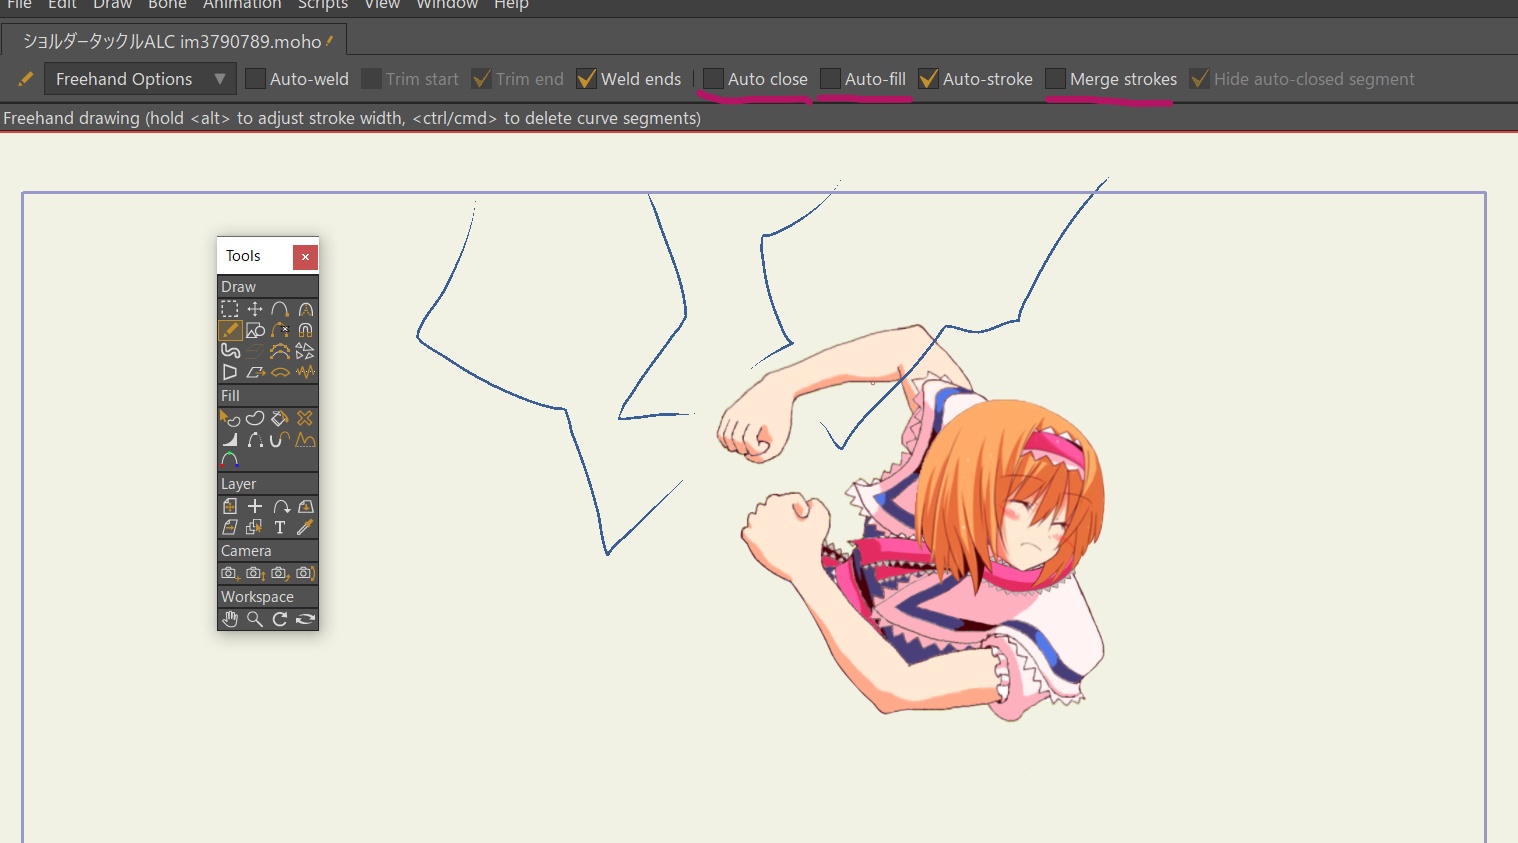 File Edit Draw Bone Animation Scripts View Window Help
ショルダータックルALC im3790789.moho
Freehand Options Auto-weld Trim start Trim end Weld ends Auto close Auto-fill Auto-stroke Merge strokes Hide auto-closed segment
Freehand drawing (hold <alt> to adjust stroke width, <ctrl/cmd> to delete curve segments)
Tools
Draw
Fill
Layer
T
Camera
Workspace